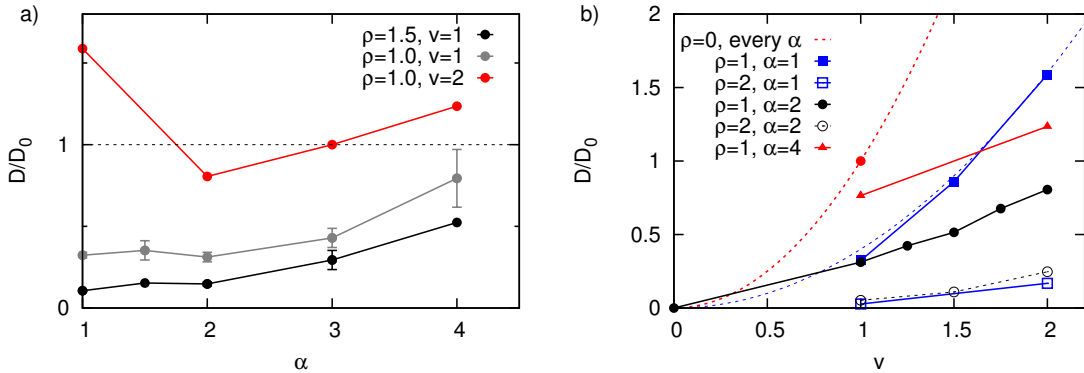 a)
ρ=1.5, v=1
ρ=1.0, v=1
ρ=1.0, v=2
D/D₀
1
0
1
2
3
4
α
b)
ρ=0, every α
ρ=1, α=1
ρ=2, α=1
ρ=1, α=2
ρ=2, α=2
ρ=1, α=4
D/D₀
2
1.5
1
0.5
0
0
0.5
1
1.5
2
v